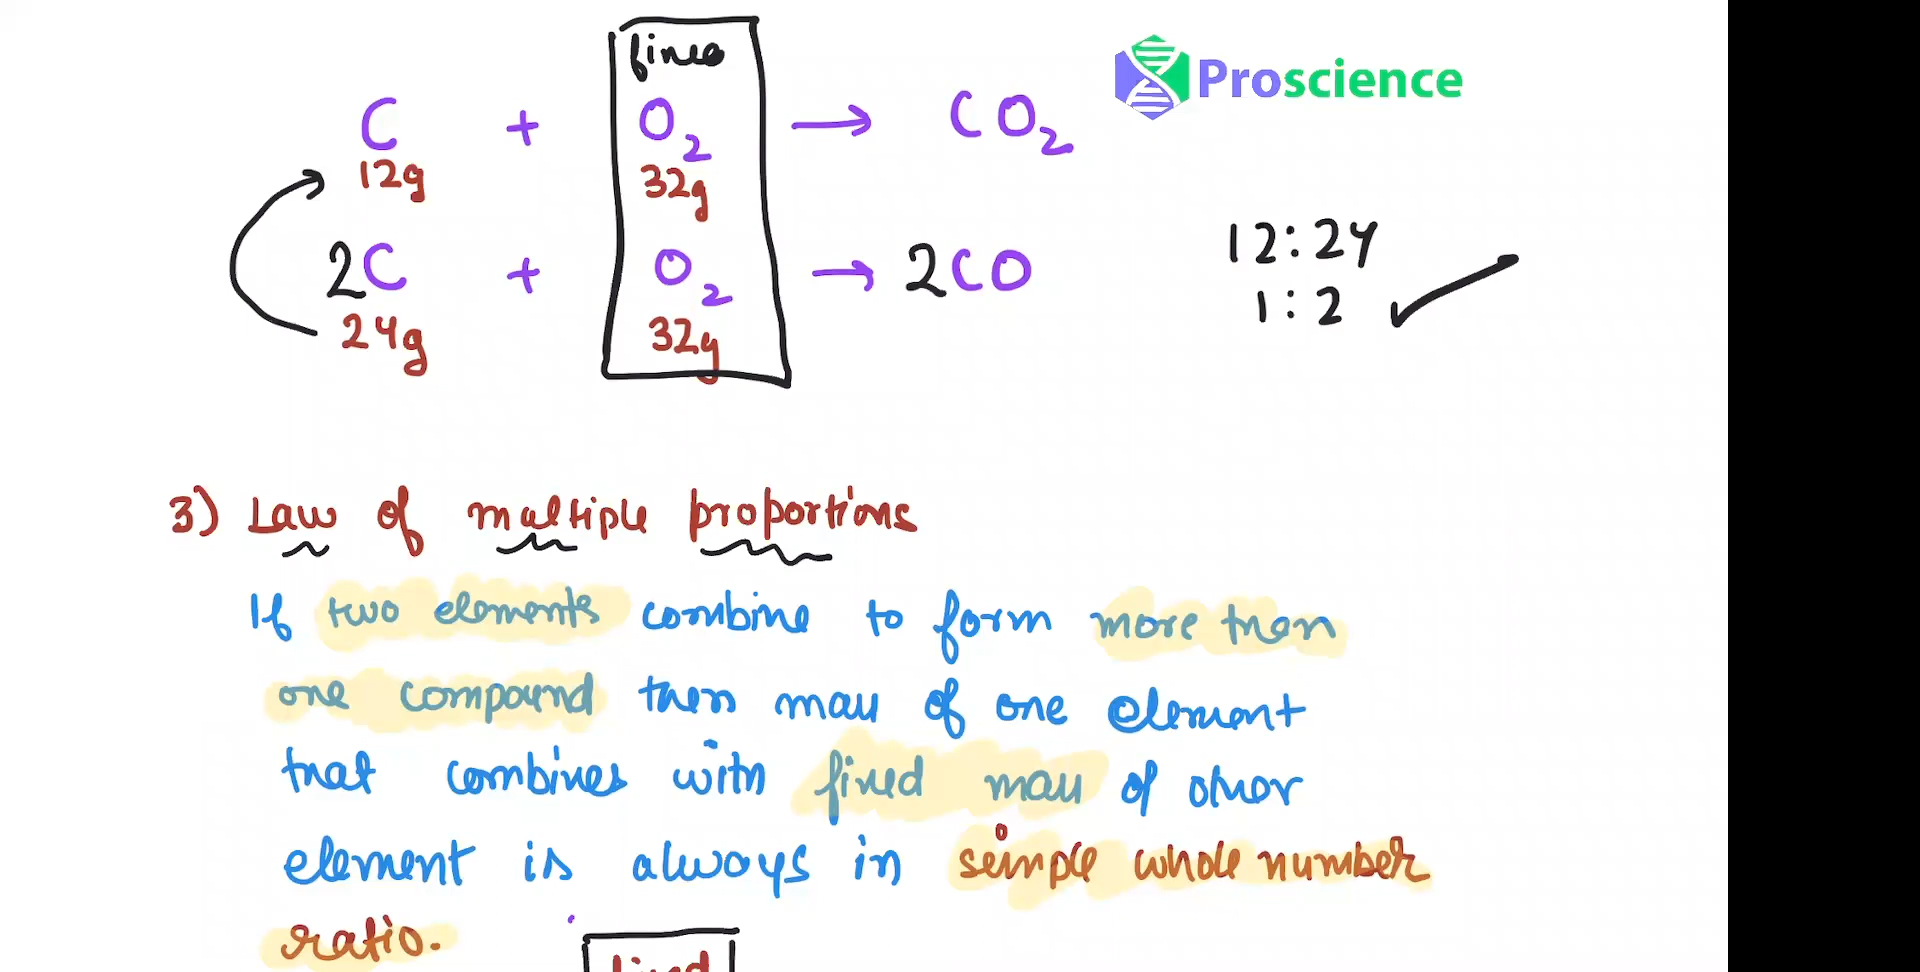 fixed
Proscience
C + O2 → CO2
12g 32g
12:24
2C + O2 → 2CO
1:2
24g 32g
3) Law of multiple proportions
If two elements combine to form more then
one compound then mass of one element
that combines with fixed mass of other
element is always in simple whole number
ratio.
fixed